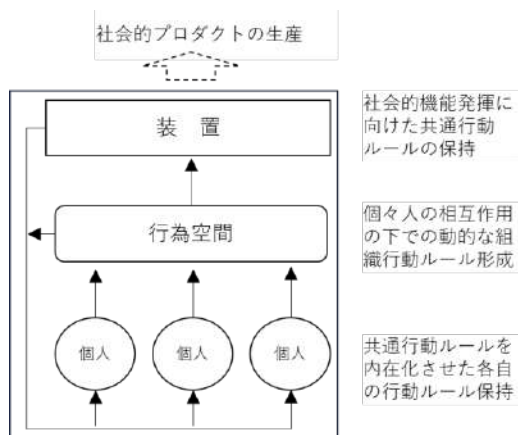 社会的プロダクトの生産
装　置
社会的機能発揮に
向けた共通行動
ルールの保持
行為空間
個々人の相互作用
の下での動的な組
織行動ルール形成
個人
個人
個人
共通行動ルールを
内在化させた各自
の行動ルール保持